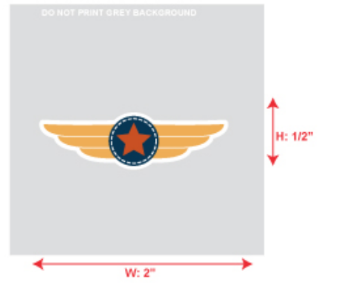 DO NOT PRINT GREY BACKGROUND
H: 1/2"
W: 2"